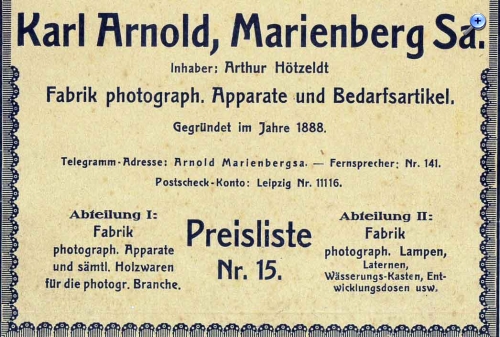 Karl Arnold, Marienberg Sa.
Inhaber: Arthur Hötzeldt
Fabrik photograph. Apparate und Bedarfsartikel.
Gegründet im Jahre 1888.
Telegramm-Adresse: Arnold Marienbergsa. — Fernsprecher: Nr. 141.
Postscheck-Konto: Leipzig Nr. 11116.
Abteilung I:
Fabrik
photograph. Apparate
und sämtl. Holzwaren
für die photogr. Branche.
Preisliste
Nr. 15.
Abteilung II:
Fabrik
photograph. Lampen,
Laternen,
Wässerungs-Kasten, Ent-
wicklungsdosen usw.